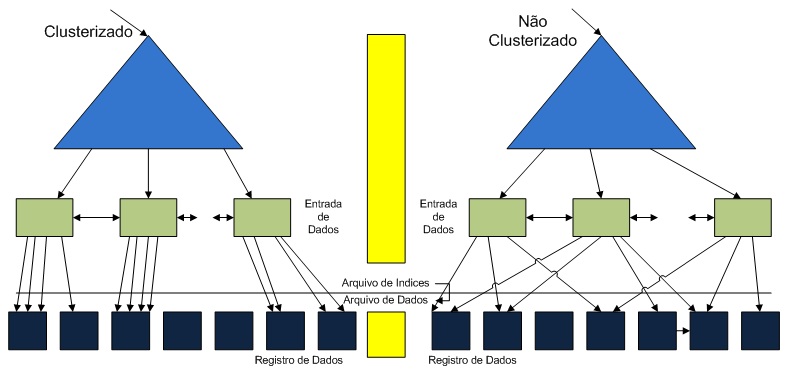 Clusterizado
Não
Clusterizado
Entrada
de
Dados
Entrada
de
Dados
Arquivo de Indices
Arquivo de Dados
Registro de Dados
Registro de Dados